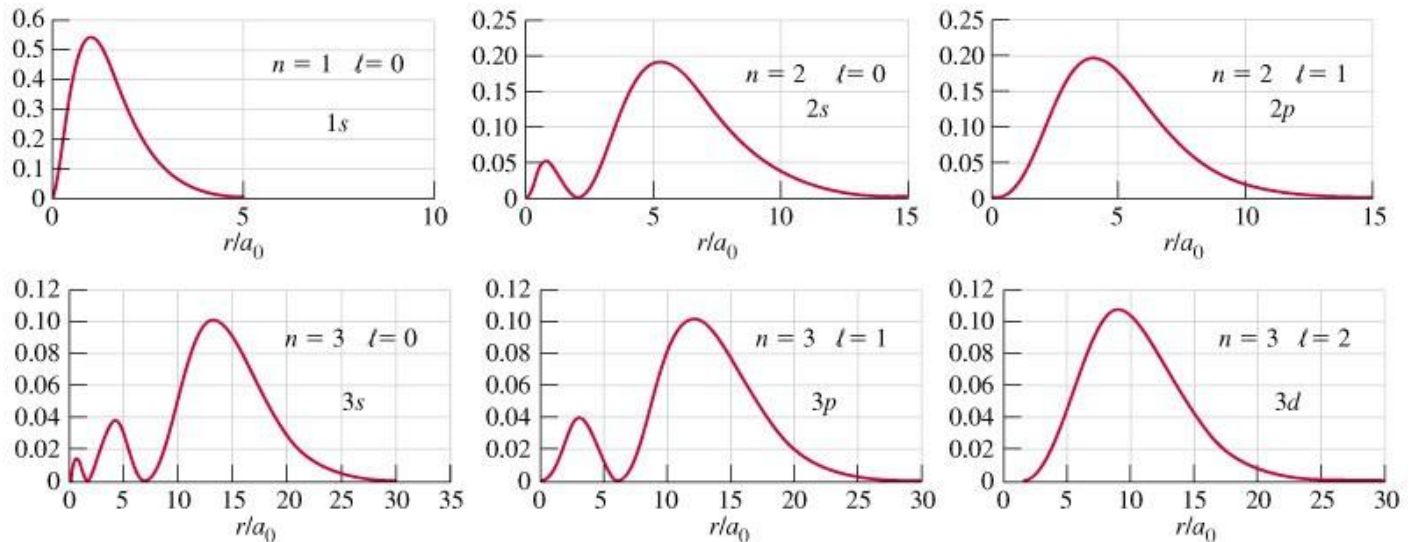 0.6
0.5
0.4
0.3
0.2
0.1
0
n = 1 ℓ = 0
1s
0 5 10
r/a₀
0.25
0.20
0.15
0.10
0.05
0
n = 2 ℓ = 0
2s
0 5 10 15
r/a₀
0.25
0.20
0.15
0.10
0.05
0
n = 2 ℓ = 1
2p
0 5 10 15
r/a₀
0.12
0.10
0.08
0.06
0.04
0.02
0
n = 3 ℓ = 0
3s
0 5 10 15 20 25 30 35
r/a₀
0.12
0.10
0.08
0.06
0.04
0.02
0
n = 3 ℓ = 1
3p
0 5 10 15 20 25 30
r/a₀
0.12
0.10
0.08
0.06
0.04
0.02
0
n = 3 ℓ = 2
3d
0 5 10 15 20 25 30
r/a₀